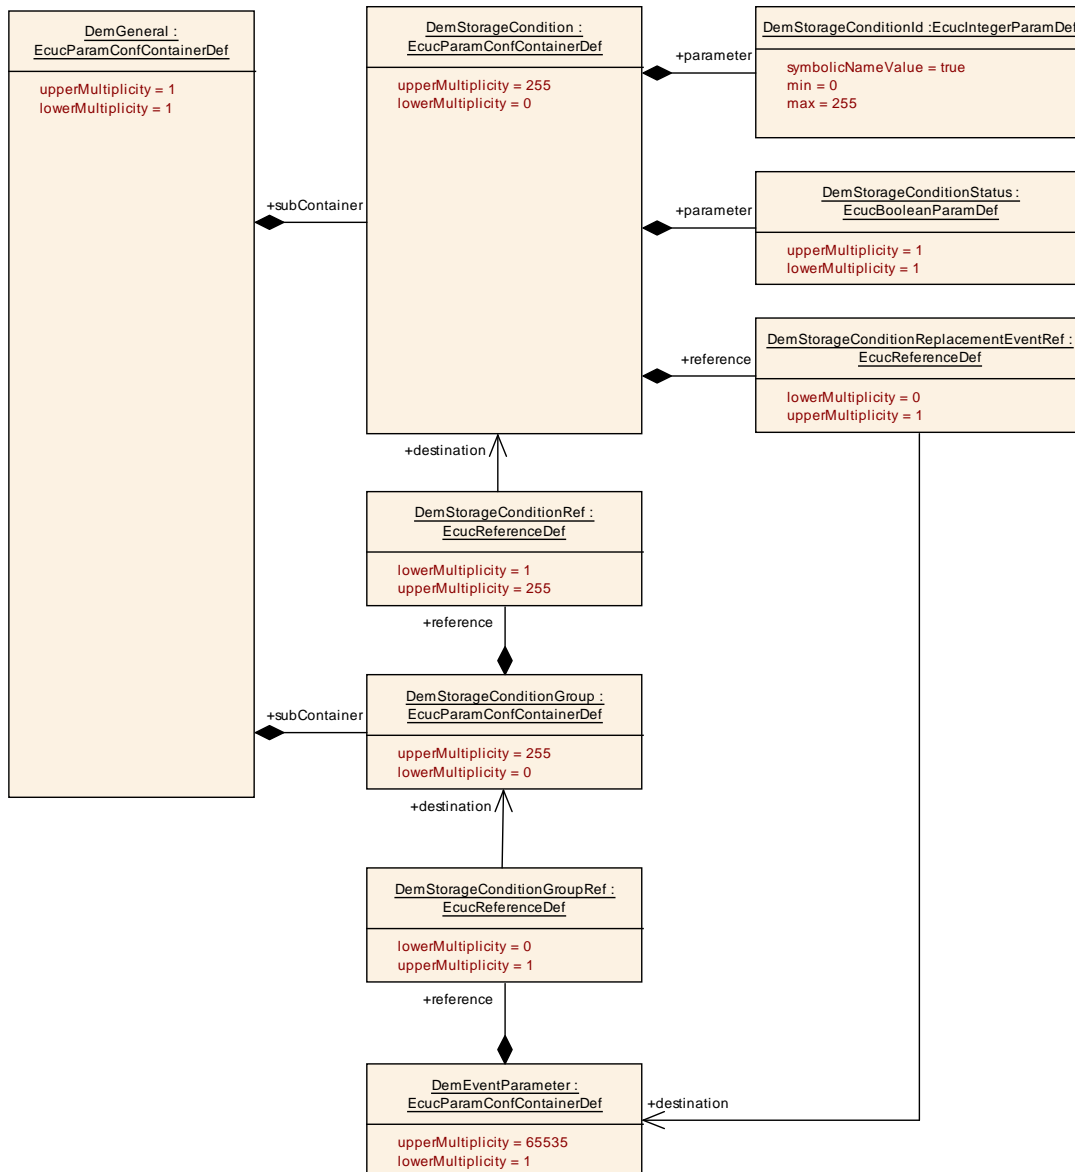 DemGeneral :
EcucParamConfContainerDef
upperMultiplicity = 1
lowerMultiplicity = 1
+subContainer
+subContainer
DemStorageCondition :
EcucParamConfContainerDef
upperMultiplicity = 255
lowerMultiplicity = 0
+parameter
DemStorageConditionId :EcucIntegerParamDef
symbolicNameValue = true
min = 0
max = 255
+parameter
DemStorageConditionStatus :
EcucBooleanParamDef
upperMultiplicity = 1
lowerMultiplicity = 1
+reference
DemStorageConditionReplacementEventRef :
EcucReferenceDef
lowerMultiplicity = 0
upperMultiplicity = 1
+destination
DemStorageConditionRef :
EcucReferenceDef
lowerMultiplicity = 1
upperMultiplicity = 255
+reference
DemStorageConditionGroup :
EcucParamConfContainerDef
upperMultiplicity = 255
lowerMultiplicity = 0
+destination
DemStorageConditionGroupRef :
EcucReferenceDef
lowerMultiplicity = 0
upperMultiplicity = 1
+reference
DemEventParameter :
EcucParamConfContainerDef
upperMultiplicity = 65535
lowerMultiplicity = 1
+destination